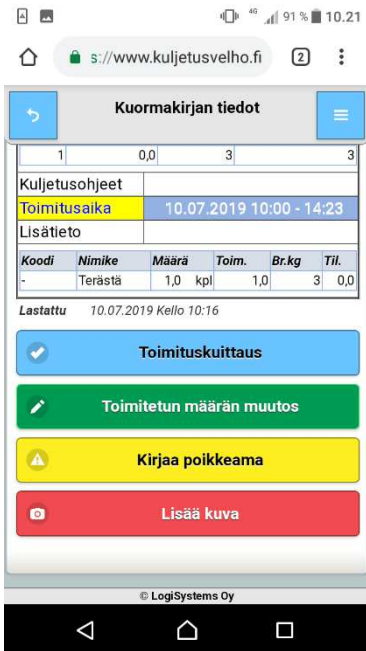 4G 91 % 10.21
s://www.kuljetusvelho.fi 2
Kuormakirjan tiedot
1 0,0 3 3
Kuljetusohjeet
Toimitusaika 10.07.2019 10:00 - 14:23
Lisätieto
Koodi Nimike Määrä Toim. Br.kg Til.
- Terästä 1,0 kpl 1,0 3 0,0
Lastattu 10.07.2019 Kello 10:16
Toimituskuittaus
Toimitetun määrän muutos
Kirjaa poikkeama
Lisää kuva
© LogiSystems Oy